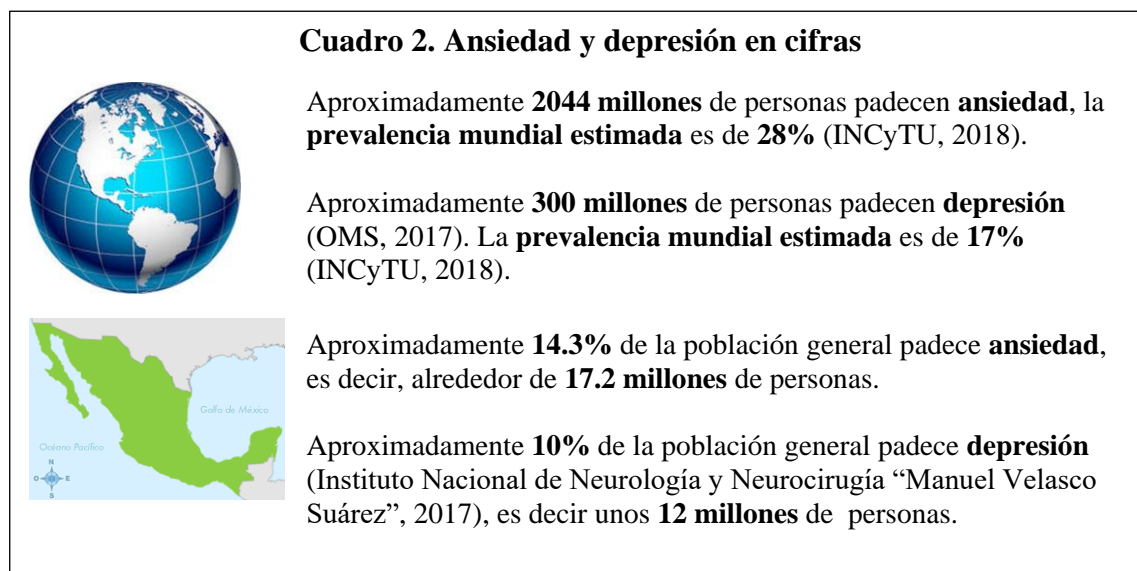 Cuadro 2. Ansiedad y depresión en cifras
Aproximadamente 2044 millones de personas padecen ansiedad, la
prevalencia mundial estimada es de 28% (INCyTU, 2018).
Aproximadamente 300 millones de personas padecen depresión
(OMS, 2017). La prevalencia mundial estimada es de 17%
(INCyTU, 2018).
Aproximadamente 14.3% de la población general padece ansiedad,
es decir, alrededor de 17.2 millones de personas.
Aproximadamente 10% de la población general padece depresión
(Instituto Nacional de Neurología y Neurocirugía “Manuel Velasco
Suárez”, 2017), es decir unos 12 millones de personas.
Golfo de México
Océano Pacífico
N
O E
S